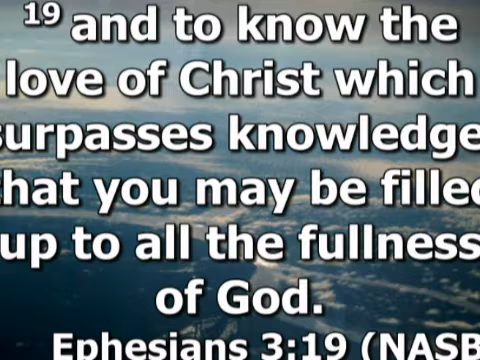 19 and to know the
love of Christ which
surpasses knowledge
that you may be filled
up to all the fullness
of God.
Ephesians 3:19 (NASB